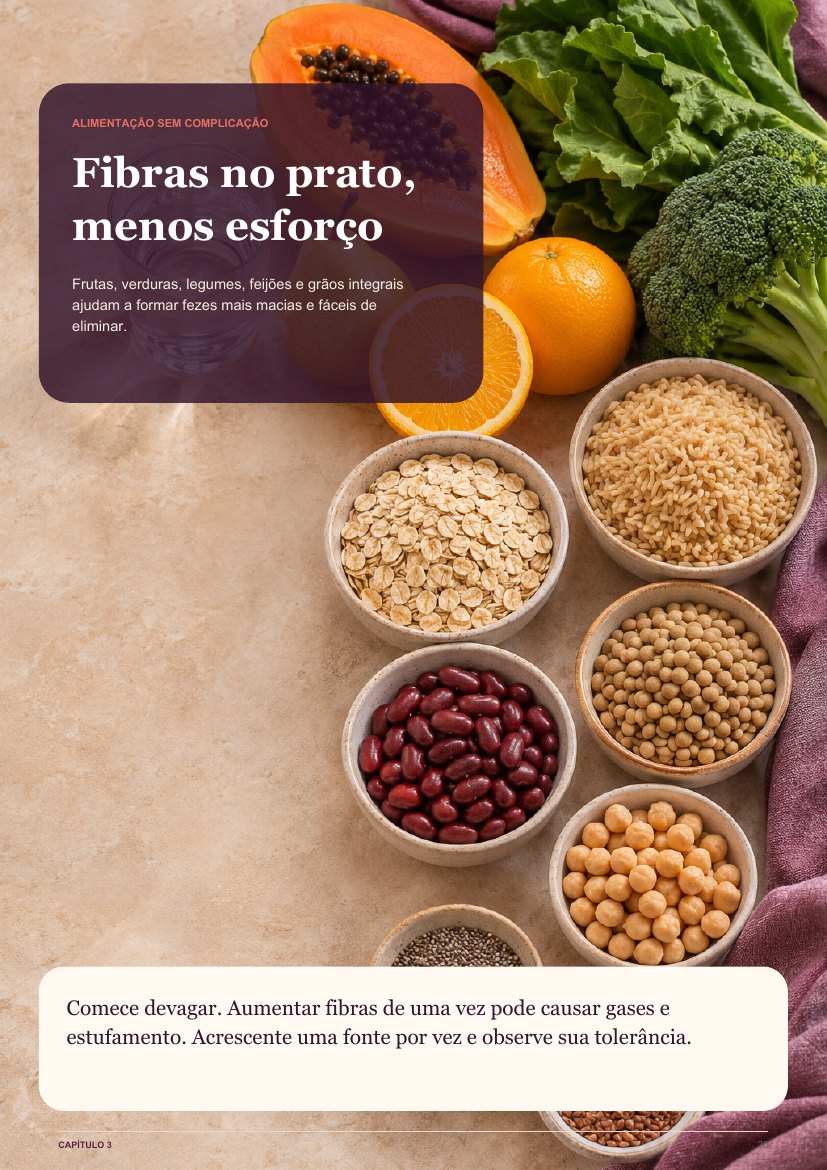 ALIMENTAÇÃO SEM COMPLICAÇÃO
Fibras no prato,
menos esforço
Frutas, verduras, legumes, feijões e grãos integrais
ajudam a formar fezes mais macias e fáceis de
eliminar.
Comece devagar. Aumentar fibras de uma vez pode causar gases e
estufamento. Acrescente uma fonte por vez e observe sua tolerância.
CAPÍTULO 3